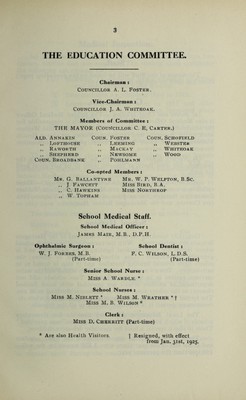 3
THE EDUCATION COMMITTEE.
Chairman :
COUNCILLOR A. L. FOSTER.
Vice-Chairman :
COUNCILLOR J. A. WHITEOAK.
Members of Committee :
THE MAYOR (COUNCILLOR C. E. CARTER.)
ALD. ANNAKIN COUN. FOSTER COUN. SCHOFIELD
,, LOFTHOUSE ,, LEEMING ,, WEBSTER
,, RAWORTH ,, MACKAY ,, WHITEOAK
,, SHEPHERD ,, NEWSOME ,, WOOD
COUN. BROADBANK ,, POHLMANN
Co-opted Members :
MR. G. BALLANTYNE MR. W. P. WELPTON, B.SC.
,, J. FAWCETT MISS BIRD, B.A.
,, C. HAWKINS MISS NORTHROP
,, W. TOPHAM
School Medical Staff.
School Medical Officer :
JAMES MAIR, M.B., D.P.H.
Ophthalmic Surgeon : School Dentist :
W. J. FORBES, M.B. F. C. WILSON, L.D.S.
(Part-time) (Part-time)
Senior School Nurse :
MISS A. WARDLE. *
School Nurses :
MISS M. NESLETT * MISS M. WEATHER * †
MISS M. B. WILSON *
Clerk :
MISS D. CHERRITT (Part-time)
* Are also Health Visitors. † Resigned, with effect
from Jan. 31st, 1925.